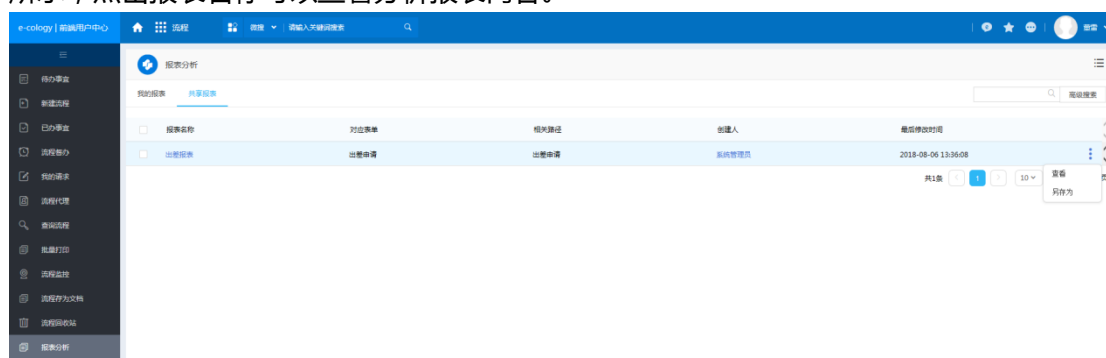 所示，点击报表名称可以查看分析报表内容。
e-cology | 前端用户中心 流程 微搜 请输入关键词搜索
待办事宜
新建流程
已办事宜
流程督办
我的请求
流程代理
查询流程
批量打印
流程监控
流程存为文档
流程回收站
报表分析
报表分析
我的报表 共享报表 高级搜索
报表名称 对应表单 相关路径 创建人 最后修改时间
出差报表 出差申请 出差申请 系统管理员 2018-08-06 13:36:08
共1条 1 10
查看
另存为